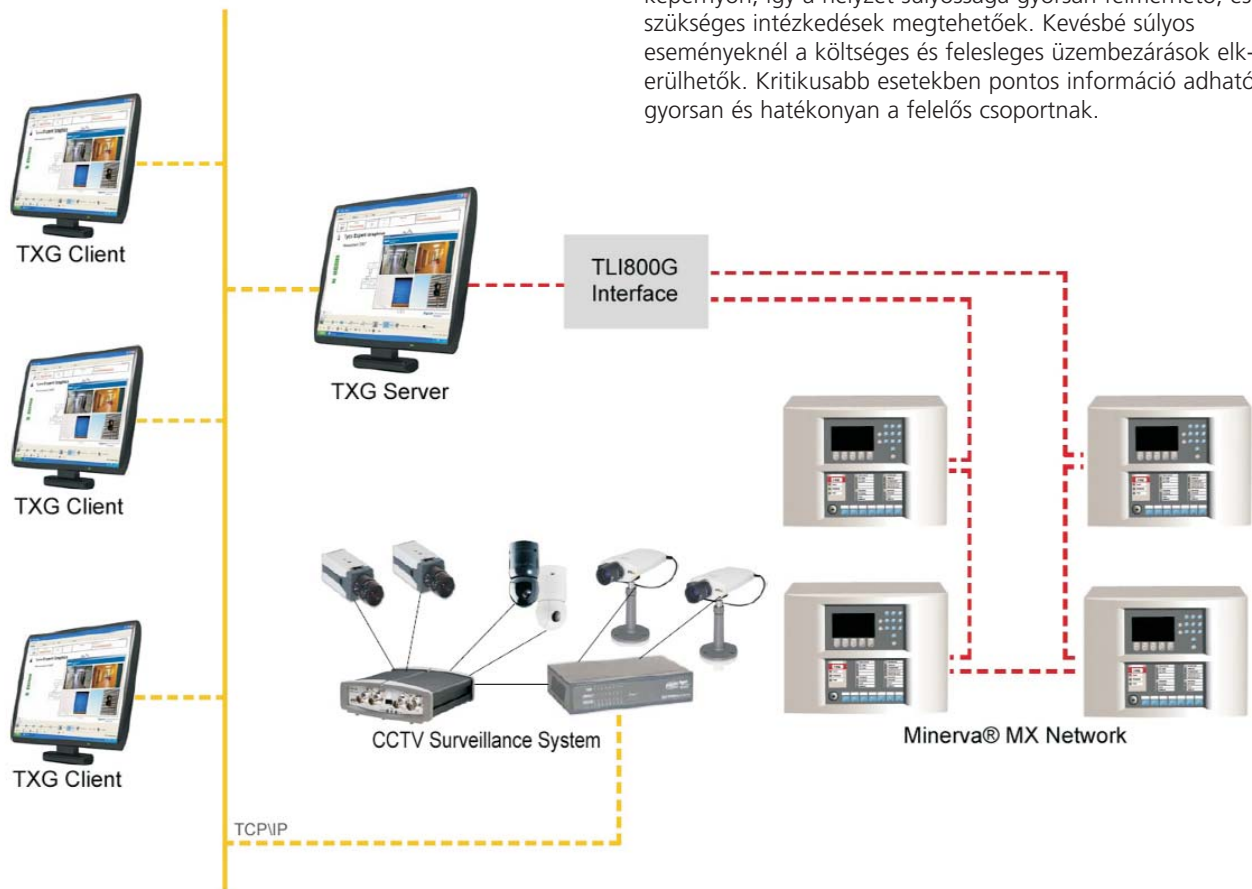 szükséges intézkedések megtehetőek. Kevésbé súlyos
eseményeknél a költséges és felesleges üzembezárások elk-
erülhetők. Kritikusabb esetekben pontos információ adható
gyorsan és hatékonyan a felelős csoportnak.
TXG Client
TLI800G
Interface
TXG Server
TXG Client
CCTV Surveillance System
Minerva® MX Network
TXG Client
TCP\IP